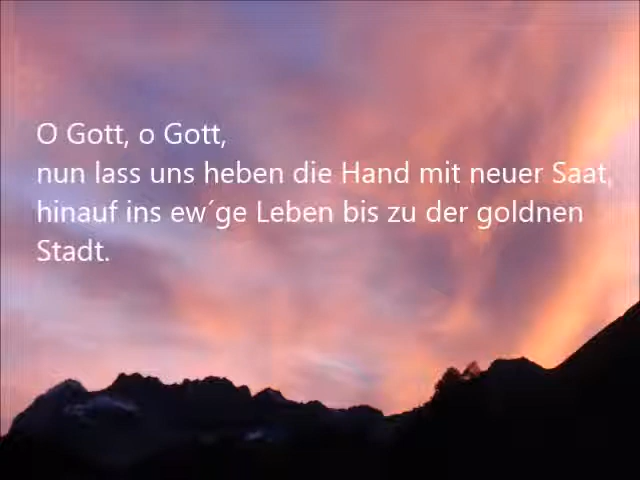 O Gott, o Gott,
nun lass uns heben die Hand mit neuer Saat,
hinauf ins ew´ge Leben bis zu der goldnen
Stadt.